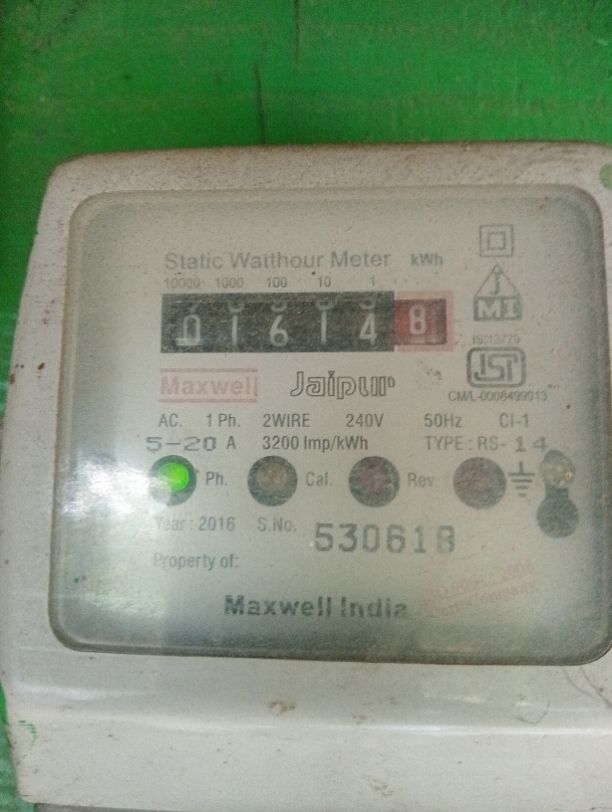 Static Watthour Meter kWh
10000 1000 100 10 1
01614 8
J
MI
IS:13779
ISI
CM/L-0006499913
Maxwell Jaipur
AC. 1 Ph. 2WIRE 240V 50Hz Cl-1
5-20 A 3200 Imp/kWh TYPE : RS-14
Ph. Cal. Rev
Year : 2016 S.No. 530618
Property of:
Maxwell India